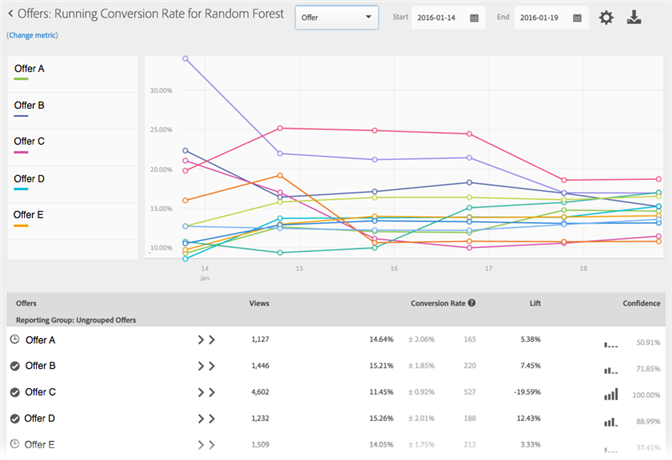 Offers: Running Conversion Rate for Random Forest
Offer
Start 2016-01-14
End 2016-01-19
(Change metric)
Offer A
Offer B
Offer C
Offer D
Offer E
30.00%
25.00%
20.00%
15.00%
10.00%
14 15 16 17 18
Jan
Offers Views Conversion Rate Lift Confidence
Reporting Group: Ungrouped Offers
Offer A 1,127 14.64% ± 2.06% 165 5.38% 50.91%
Offer B 1,446 15.21% ± 1.85% 220 7.45% 71.85%
Offer C 4,602 11.45% ± 0.92% 527 -19.59% 100.00%
Offer D 1,232 15.26% ± 2.01% 188 12.43% 88.99%
Offer E 1,509 14.05% ± 1.75% 212 3.33% 37.41%